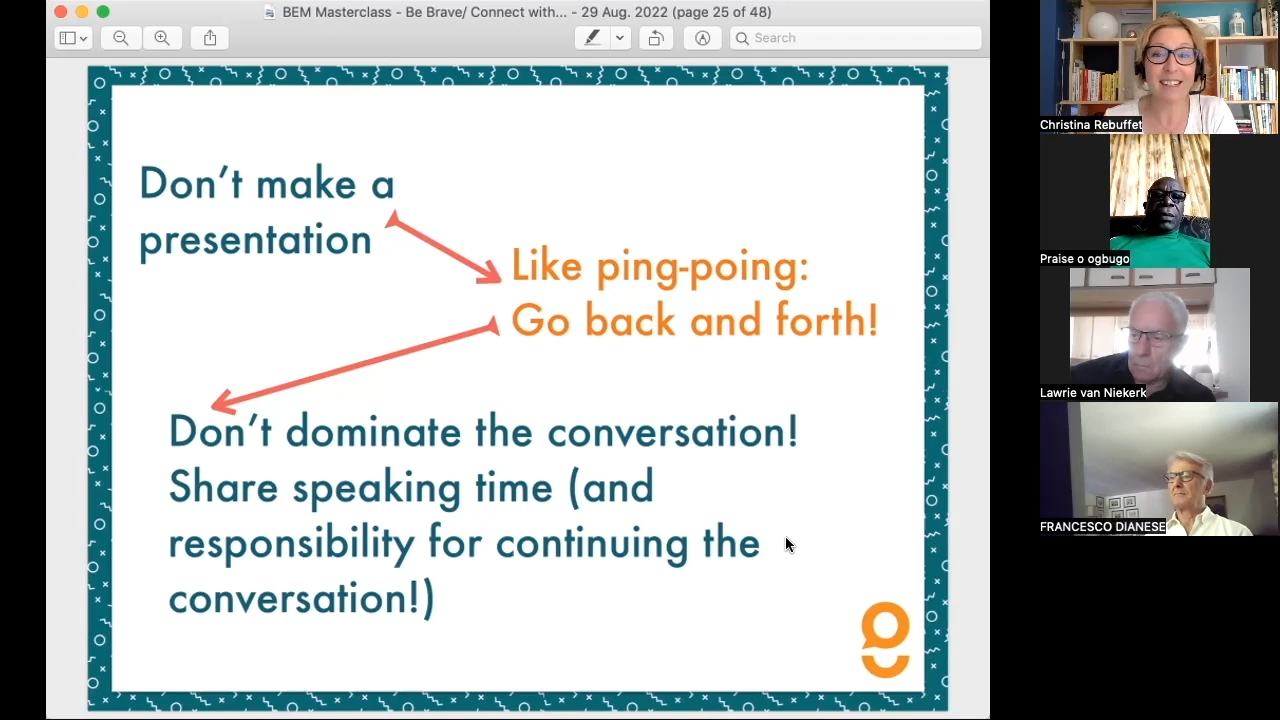 BEM Masterclass - Be Brave/ Connect with... - 29 Aug. 2022 (page 25 of 48)
Search
Don't make a
presentation
Like ping-poing:
Go back and forth!
Don't dominate the conversation!
Share speaking time (and
responsibility for continuing the
conversation!)
Christina Rebuffet
Praise o ogbugo
Lawrie van Niekerk
FRANCESCO DIANESE